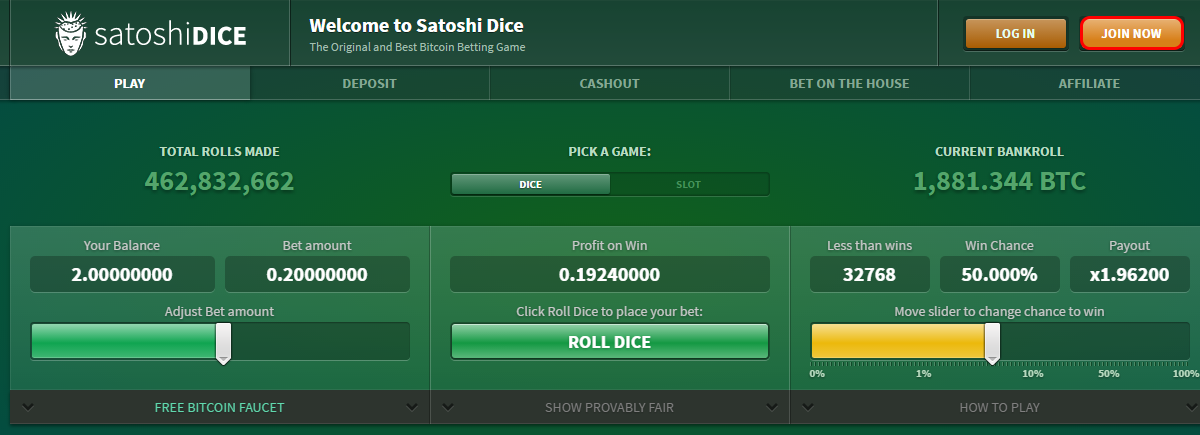 satoshiDICE
Welcome to Satoshi Dice
The Original and Best Bitcoin Betting Game
LOG IN
JOIN NOW
PLAY
DEPOSIT
CASHOUT
BET ON THE HOUSE
AFFILIATE
TOTAL ROLLS MADE
462,832,662
PICK A GAME:
DICE
SLOT
CURRENT BANKROLL
1,881.344 BTC
Your Balance
2.00000000
Bet amount
0.20000000
Adjust Bet amount
Profit on Win
0.19240000
Click Roll Dice to place your bet:
ROLL DICE
Less than wins
32768
Win Chance
50.000%
Payout
x1.96200
Move slider to change chance to win
0%
1%
10%
50%
100%
FREE BITCOIN FAUCET
SHOW PROVABLY FAIR
HOW TO PLAY